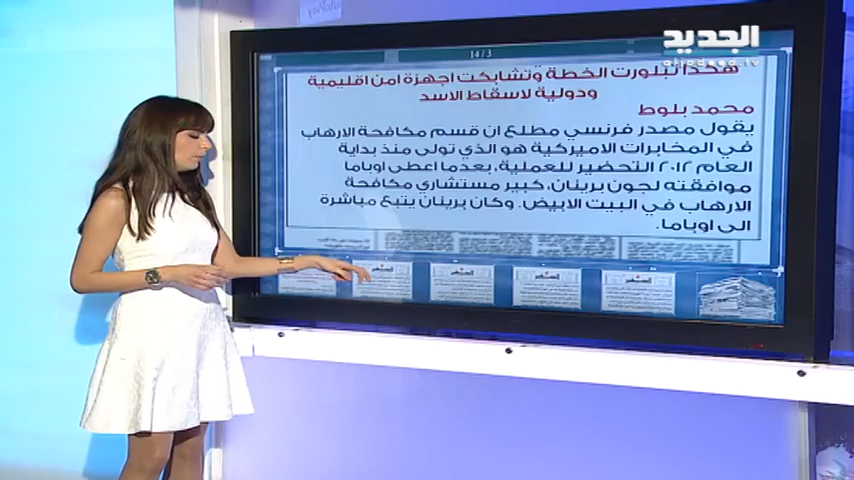 الجديد
aljadeed.tv
14/3
هكذا تبلورت الخطة وتشابكت اجهزة امن اقليمية
ودولية لاسقاط الاسد
محمد بلوط
يقول مصدر فرنسي مطلع ان قسم مكافحة الارهاب
في المخابرات الاميركية هو الذي تولى منذ بداية
العام ٢٠١٢ التحضير للعملية، بعدما اعطى اوباما
موافقته لجون برينان، كبير مستشاري مكافحة
الارهاب في البيت الابيض. وكان برينان يتبع مباشرة
الى اوباما.
السفير
السفير
السفير
السفير